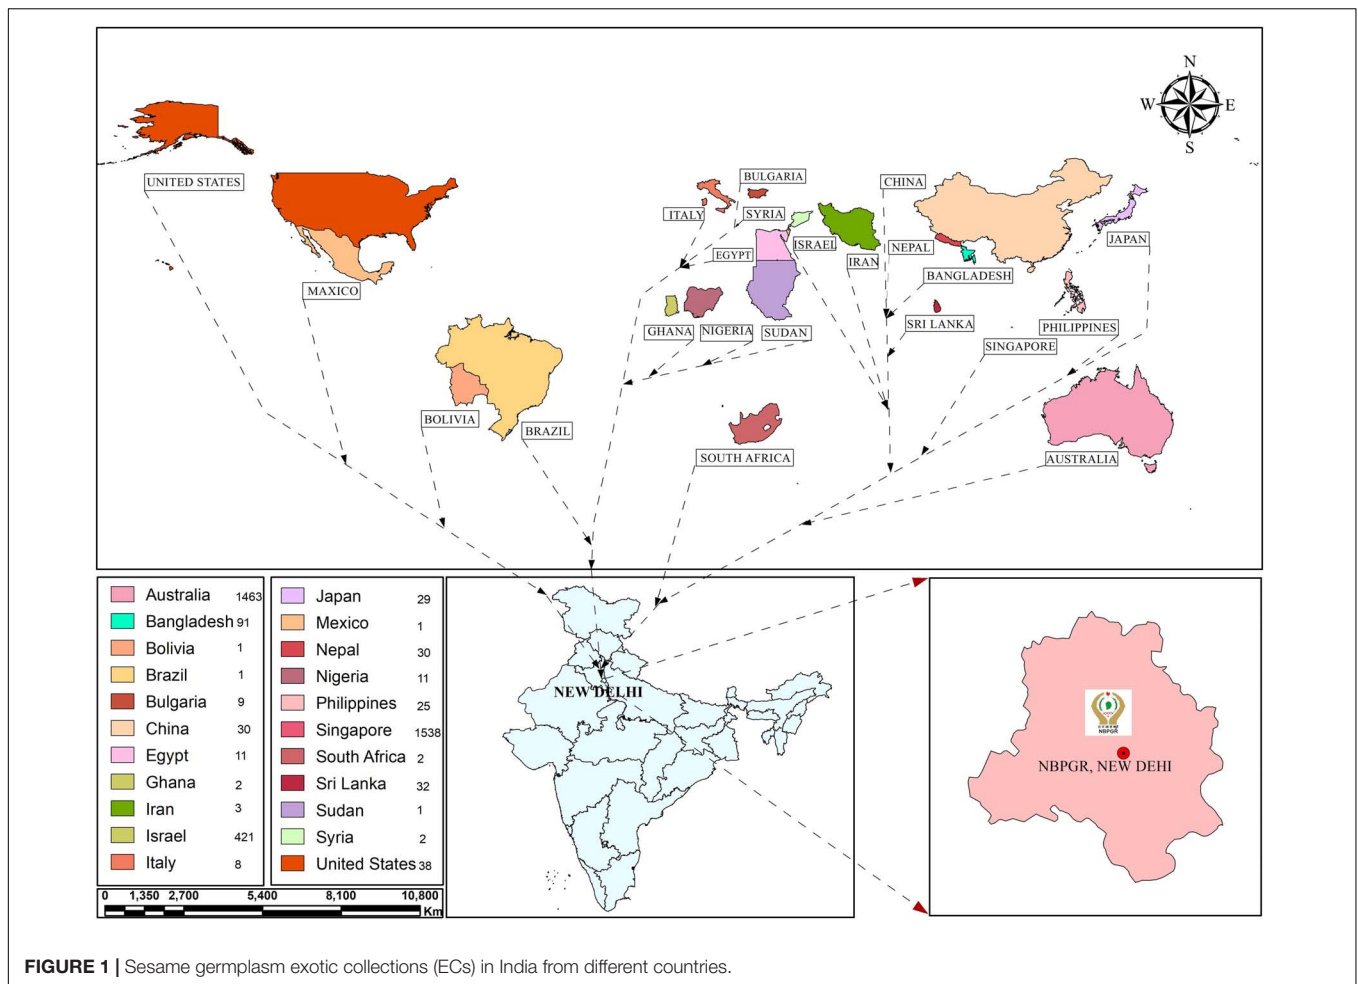 N
W E
S
UNITED STATES
MAXICO
BOLIVIA
BRAZIL
ITALY
BULGARIA
SYRIA
EGYPT
ISRAEL
IRAN
GHANA
NIGERIA
SUDAN
SOUTH AFRICA
CHINA
NEPAL
BANGLADESH
JAPAN
SRI LANKA
PHILIPPINES
SINGAPORE
AUSTRALIA
Australia 1463
Bangladesh 91
Bolivia 1
Brazil 1
Bulgaria 9
China 30
Egypt 11
Ghana 2
Iran 3
Israel 421
Italy 8
Japan 29
Mexico 1
Nepal 30
Nigeria 11
Philippines 25
Singapore 1538
South Africa 2
Sri Lanka 32
Sudan 1
Syria 2
United States 38
0 1,350 2,700 5,400 8,100 10,800
Km
NEW DELHI
NBPGR
NBPGR, NEW DEHI
FIGURE 1 | Sesame germplasm exotic collections (ECs) in India from different countries.